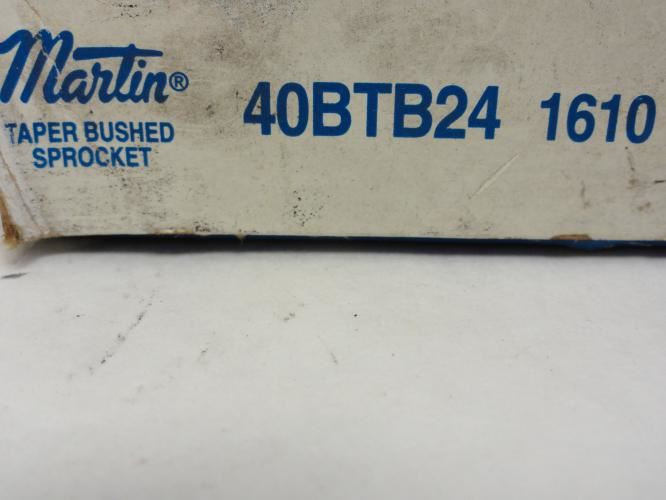 Martin®
TAPER BUSHED
SPROCKET
40BTB24 1610